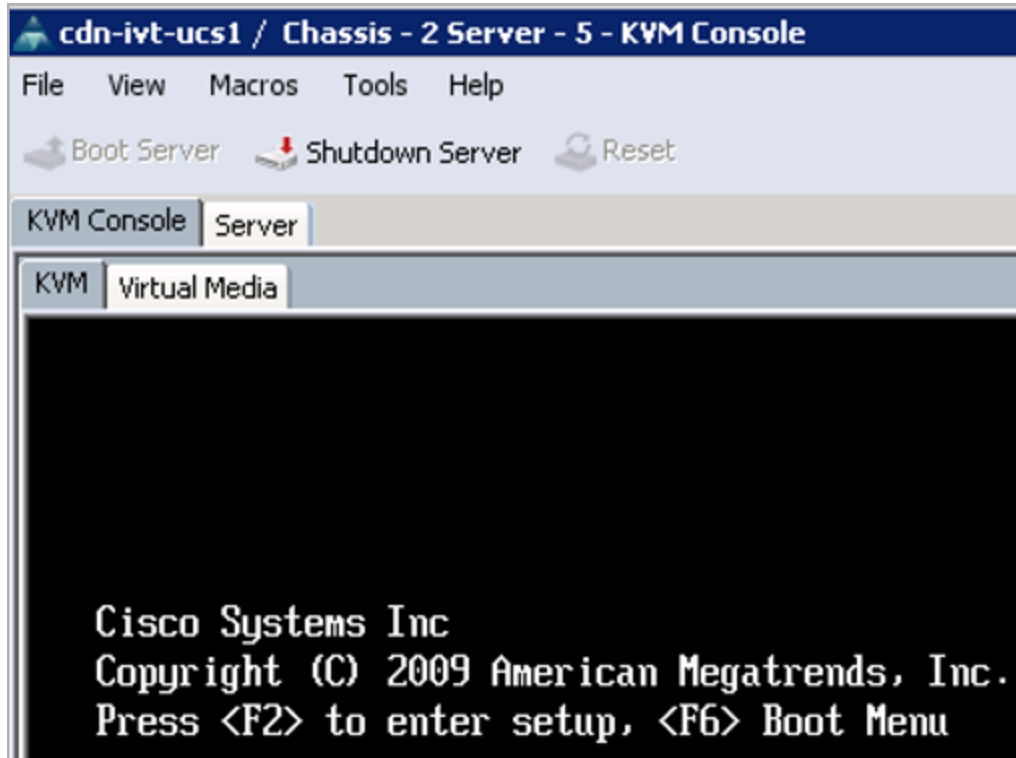 cdn-ivt-ucs1 / Chassis - 2 Server - 5 - KVM Console
File View Macros Tools Help
Boot Server Shutdown Server Reset
KVM Console Server
KVM Virtual Media
Cisco Systems Inc
Copyright (C) 2009 American Megatrends, Inc.
Press <F2> to enter setup, <F6> Boot Menu